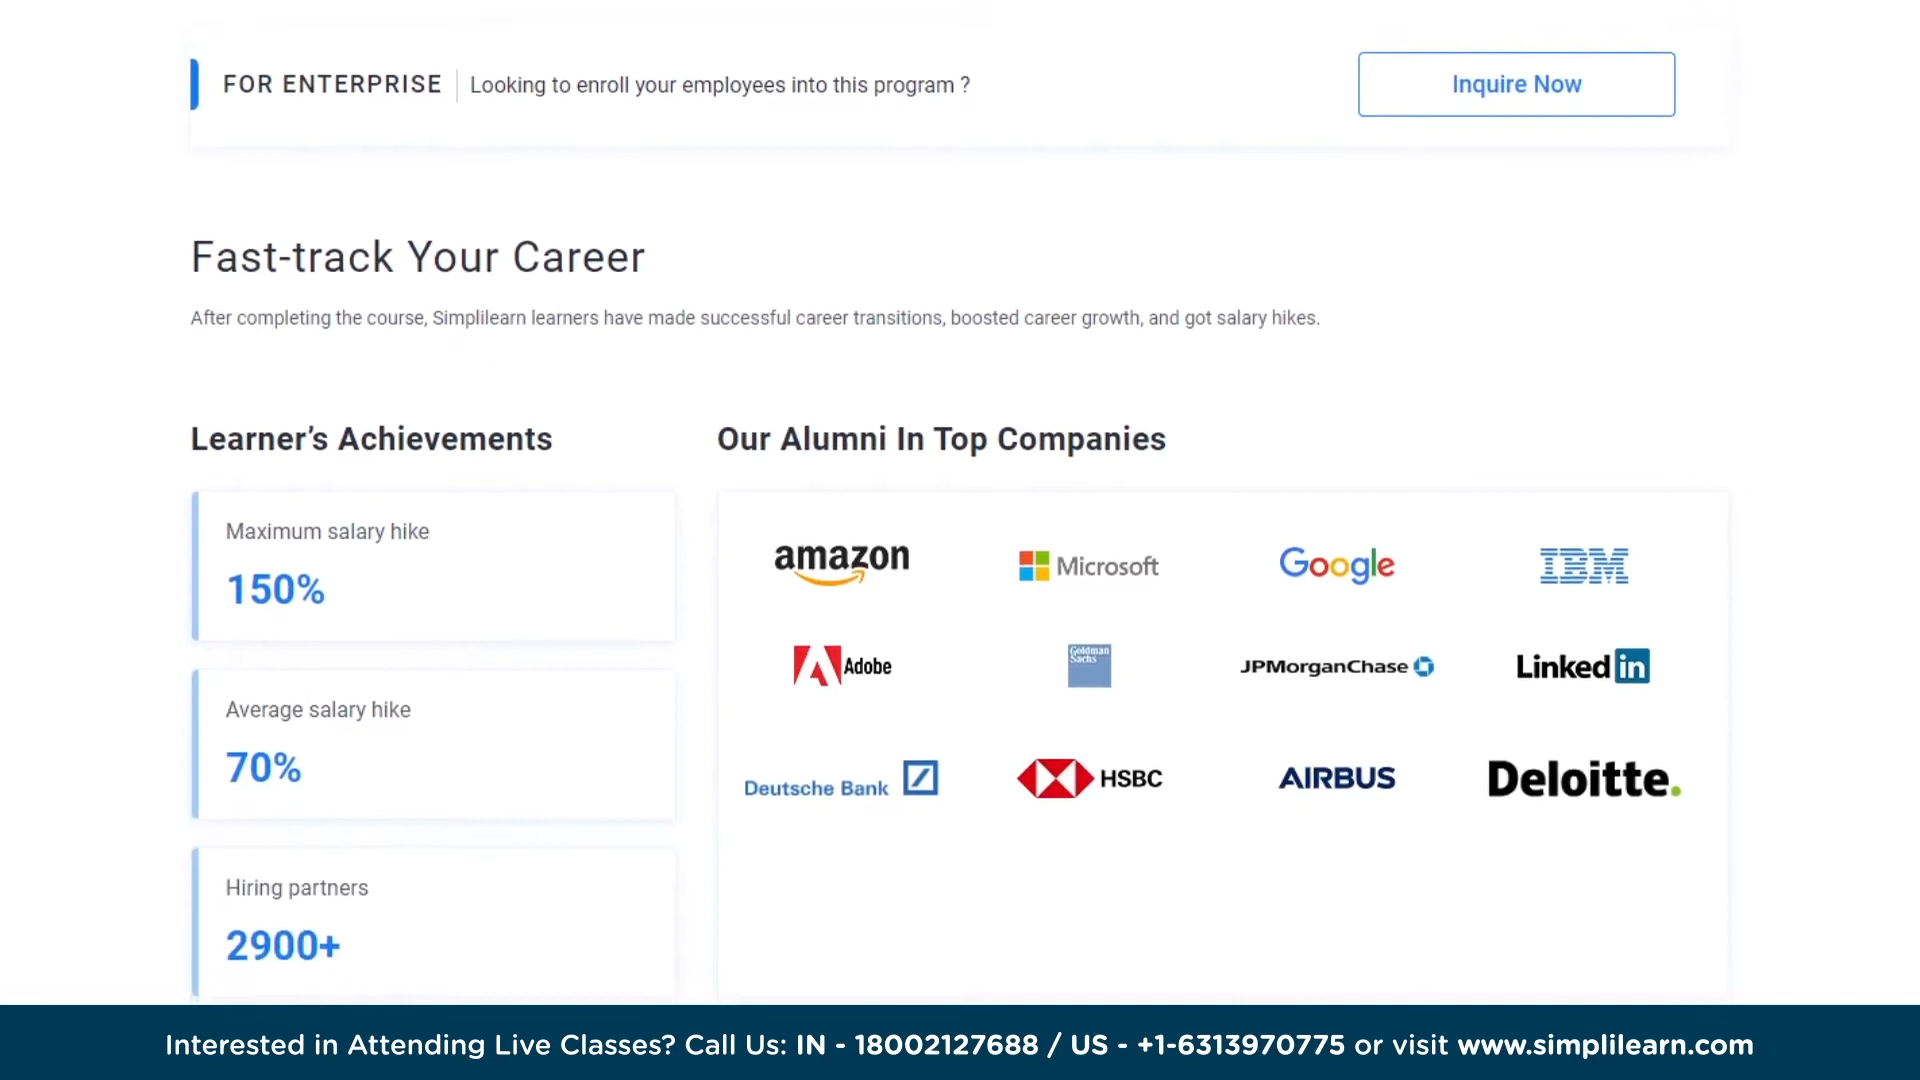 FOR ENTERPRISE Looking to enroll your employees into this program ?
Inquire Now
Fast-track Your Career
After completing the course, Simplilearn learners have made successful career transitions, boosted career growth, and got salary hikes.
Learner’s Achievements
Maximum salary hike
150%
Average salary hike
70%
Hiring partners
2900+
Our Alumni In Top Companies
amazon
Microsoft
Google
IBM
Adobe
Goldman
Sachs
JPMorganChase
Linked in
Deutsche Bank
HSBC
AIRBUS
Deloitte.
Interested in Attending Live Classes? Call Us: IN - 18002127688 / US - +1-6313970775 or visit www.simplilearn.com